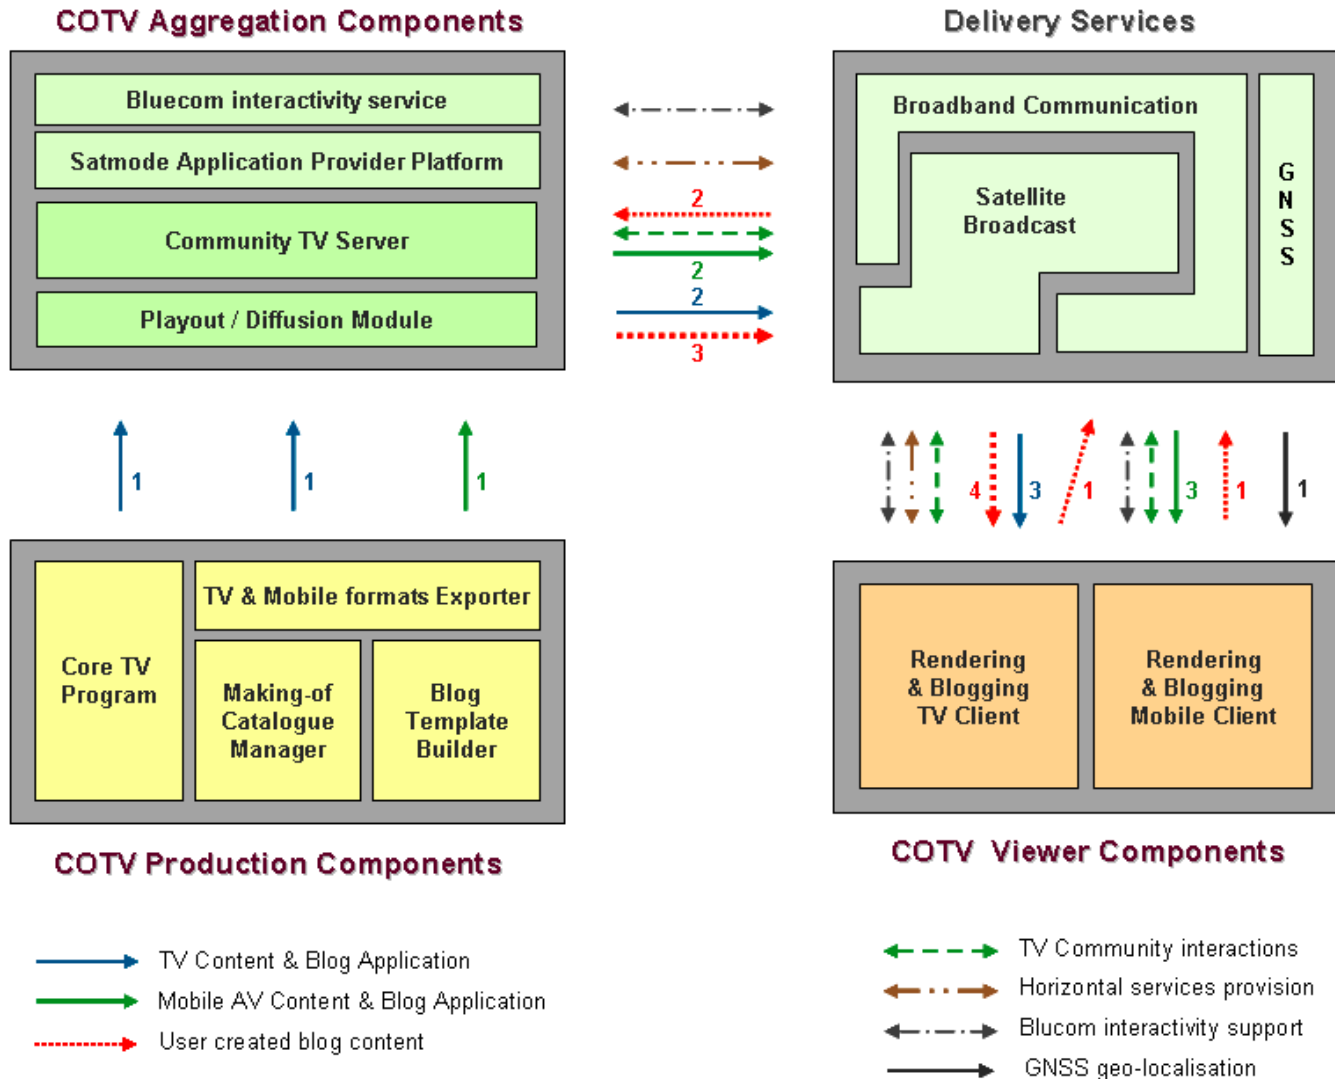 COTV Aggregation Components
Delivery Services
Bluecom interactivity service
Satmode Application Provider Platform
Community TV Server
Playout / Diffusion Module
2
2
2
3
Broadband Communication
Satellite
Broadcast
G
N
S
S
1
1
1
4
3
1
3
1
1
Core TV
Program
TV & Mobile formats Exporter
Making-of
Catalogue
Manager
Blog
Template
Builder
Rendering
& Blogging
TV Client
Rendering
& Blogging
Mobile Client
COTV Production Components
COTV Viewer Components
TV Content & Blog Application
Mobile AV Content & Blog Application
User created blog content
TV Community interactions
Horizontal services provision
Blucom interactivity support
GNSS geo-localisation